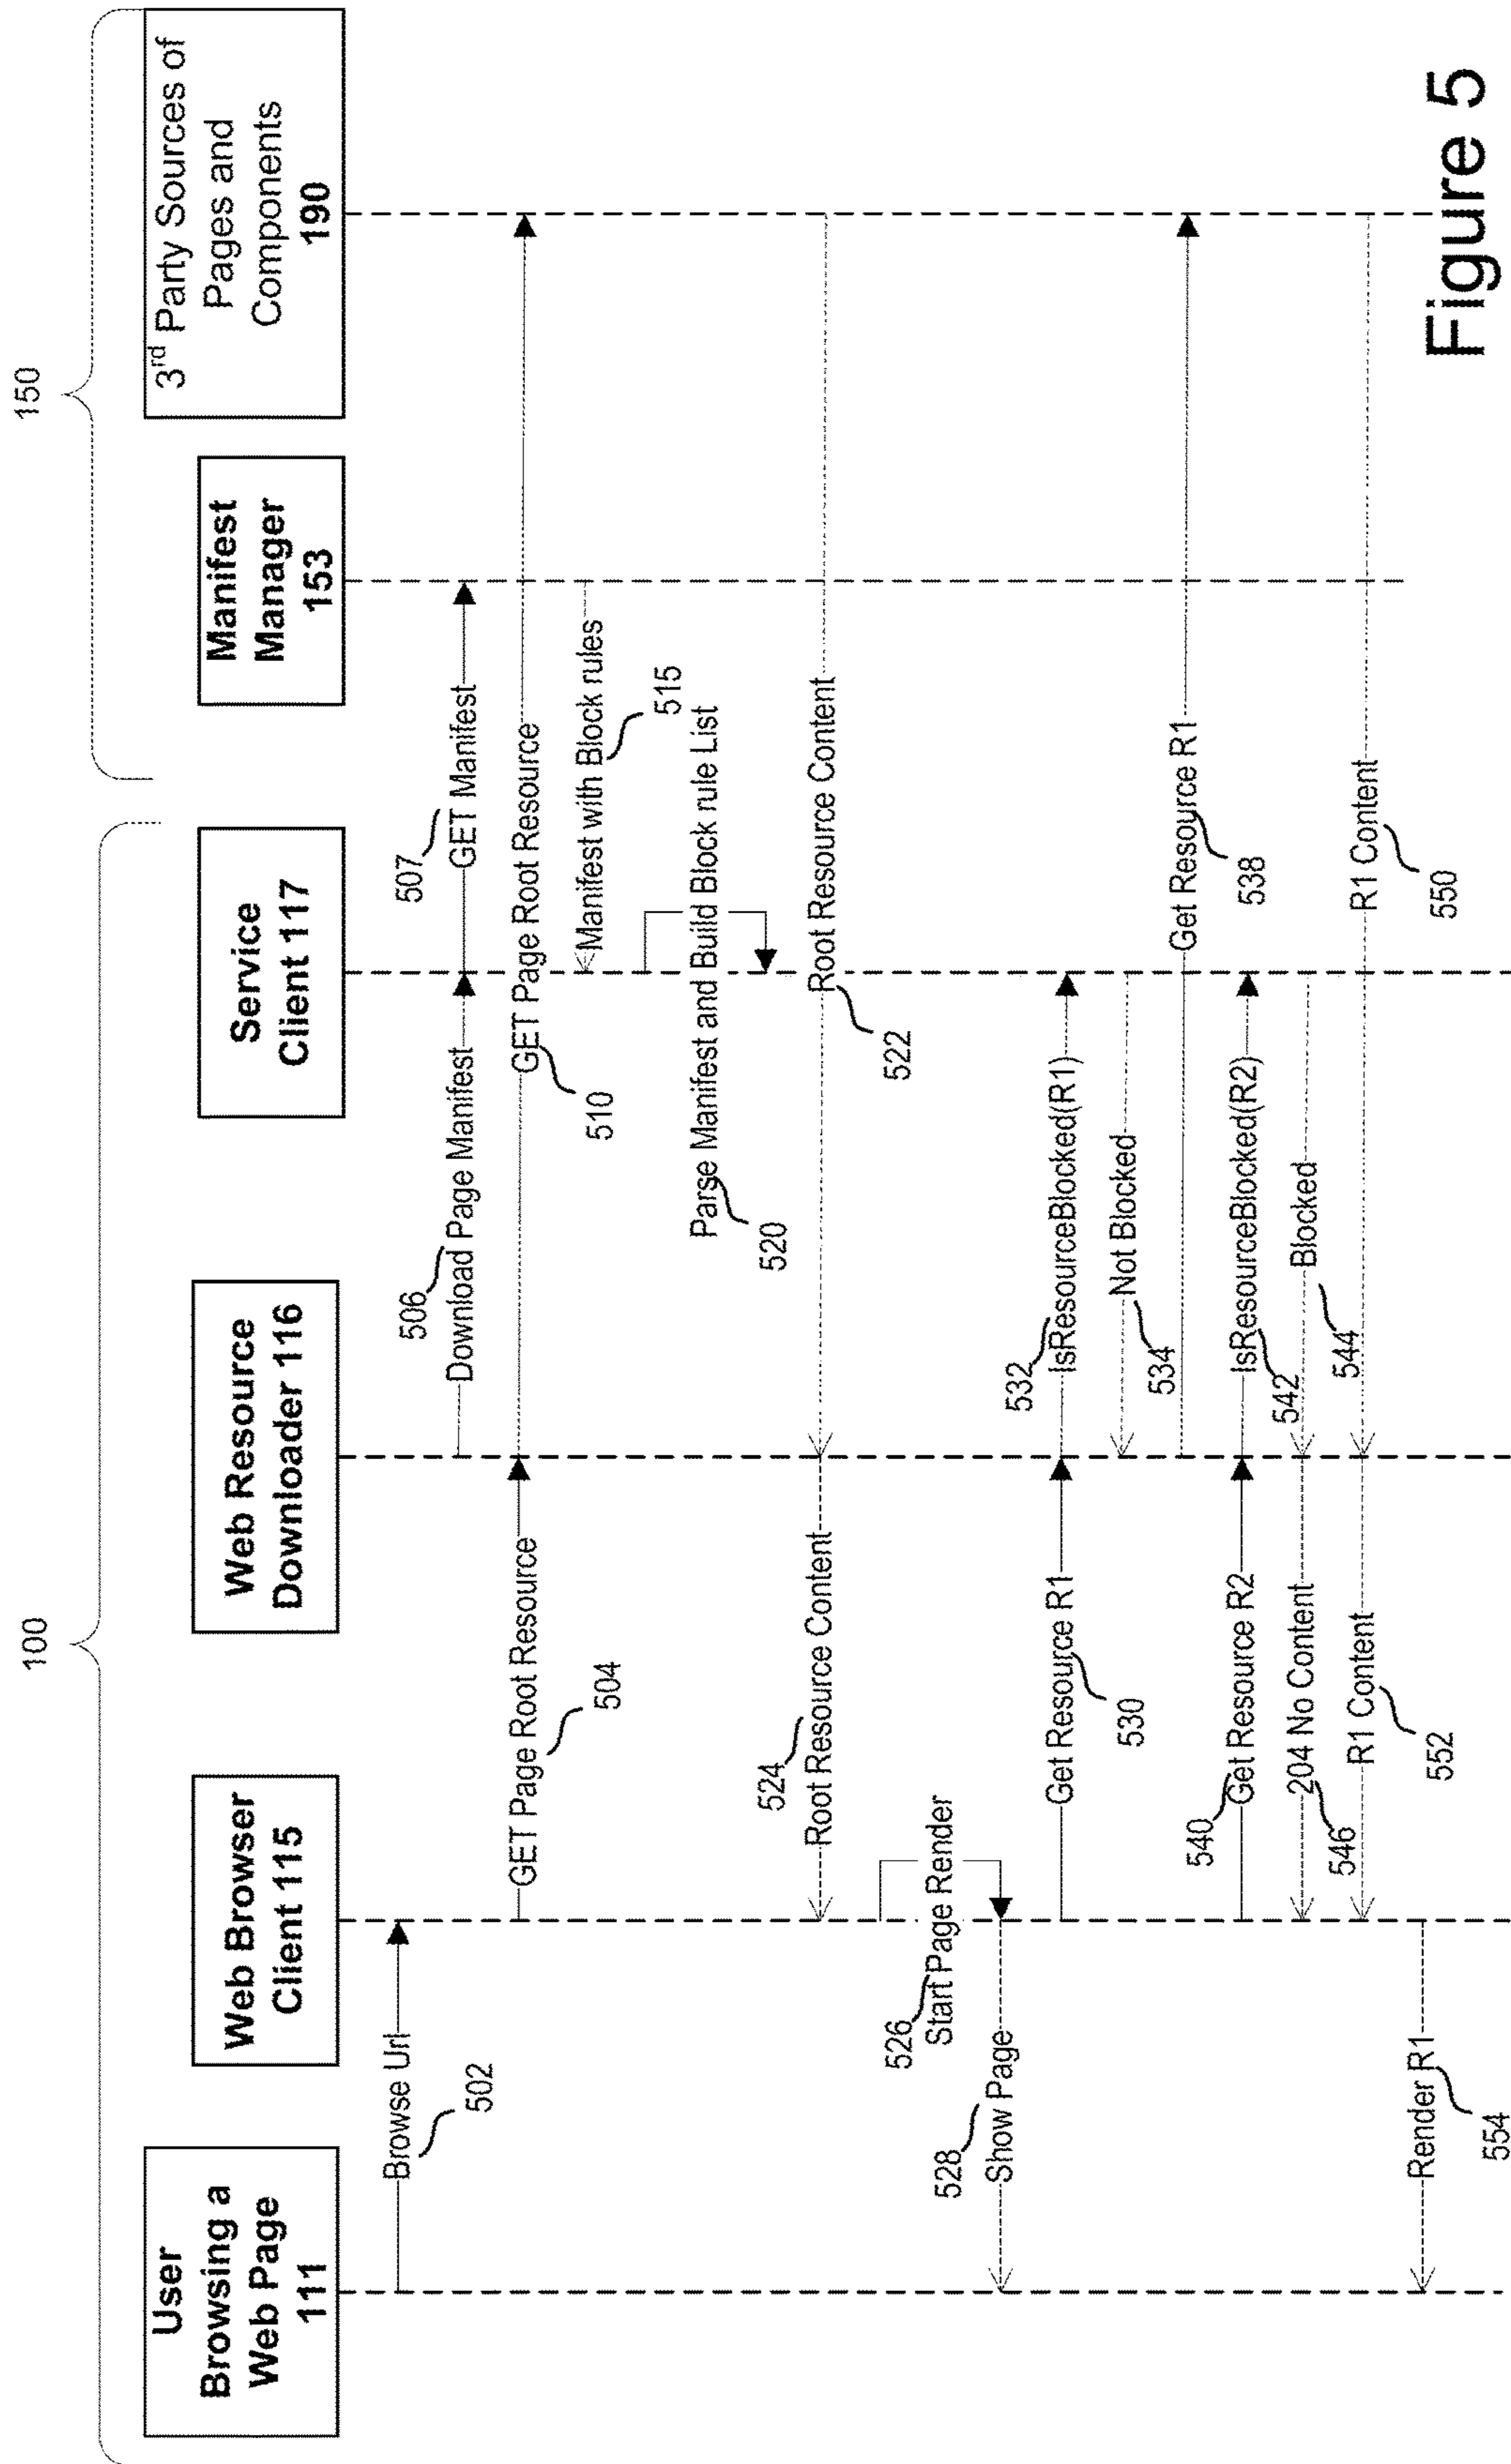 100
150
User
Browsing a
Web Page
111
Web Browser
Client 115
Web Resource
Downloader 116
Service
Client 117
Manifest
Manager
153
3rd Party Sources of
Pages and
Components
190
Browse Url
502
506
Download Page Manifest
507
GET Manifest
GET Page Root Resource
504
GET Page Root Resource
510
Manifest with Block rules
515
Parse Manifest and Build Block rule List
520
Root Resource Content
522
524
Root Resource Content
526
Start Page Render
528
Show Page
Get Resource R1
530
532
IsResourceBlocked(R1)
Not Blocked
534
Get Resource R1
538
540
Get Resource R2
IsResourceBlocked(R2)
542
Blocked
544
204 No Content
546
R1 Content
550
R1 Content
552
Render R1
554
Figure 5